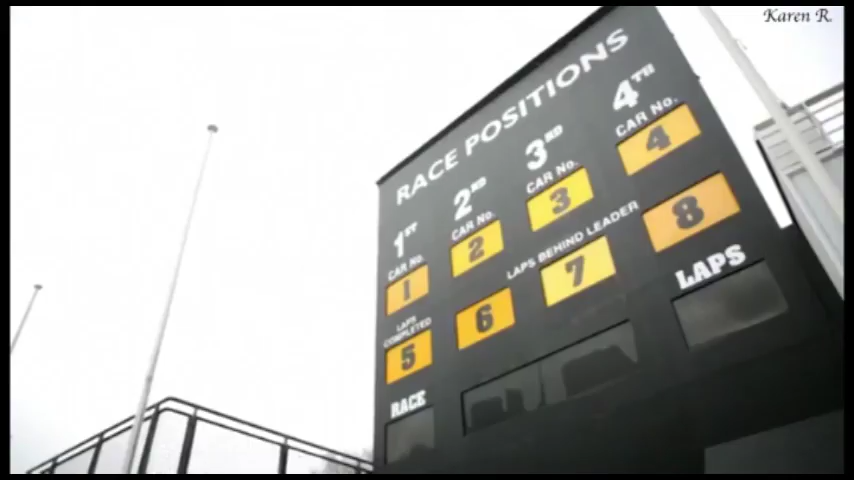 Karen R.
RACE POSITIONS
1ST 2ND 3RD 4TH
CAR No. CAR No. CAR No. CAR No.
1 2 3 4
LAPS COMPLETED
LAPS BEHIND LEADER
5 6 7 8
RACE
LAPS